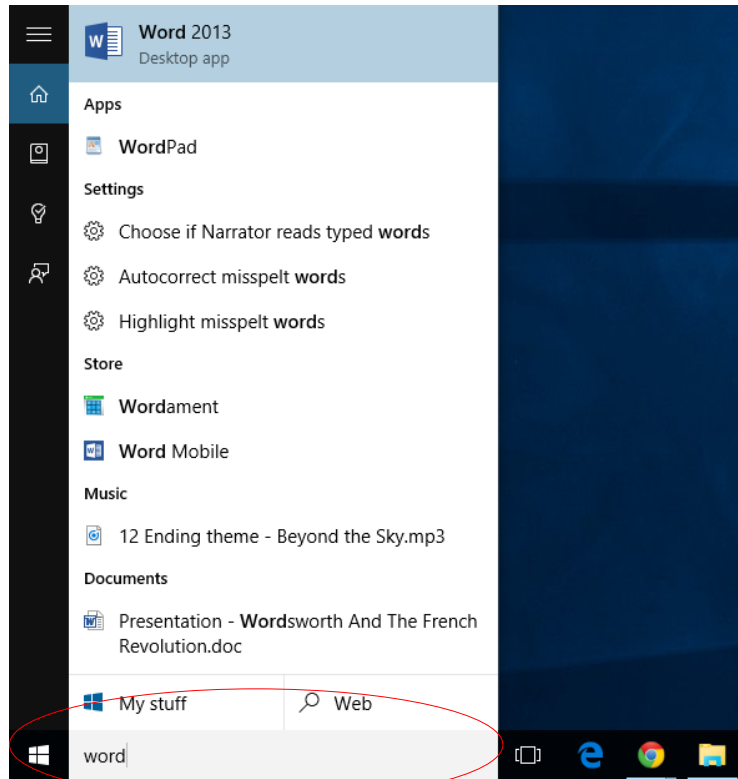 Word 2013
Desktop app
Apps
WordPad
Settings
Choose if Narrator reads typed words
Autocorrect misspelt words
Highlight misspelt words
Store
Wordament
Word Mobile
Music
12 Ending theme - Beyond the Sky.mp3
Documents
Presentation - Wordsworth And The French
Revolution.doc
My stuff Web
word